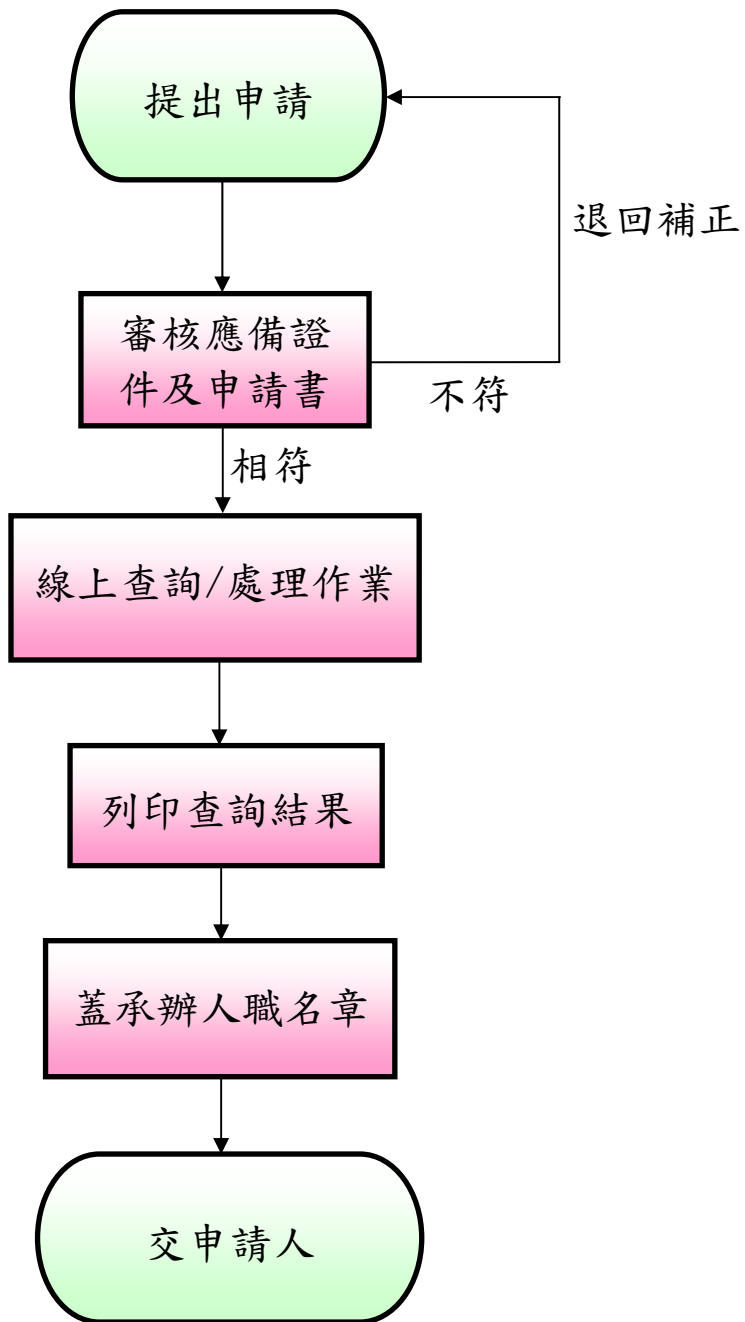 提出申請
退回補正
審核應備證
件及申請書
不符
相符
線上查詢/處理作業
列印查詢結果
蓋承辦人職名章
交申請人